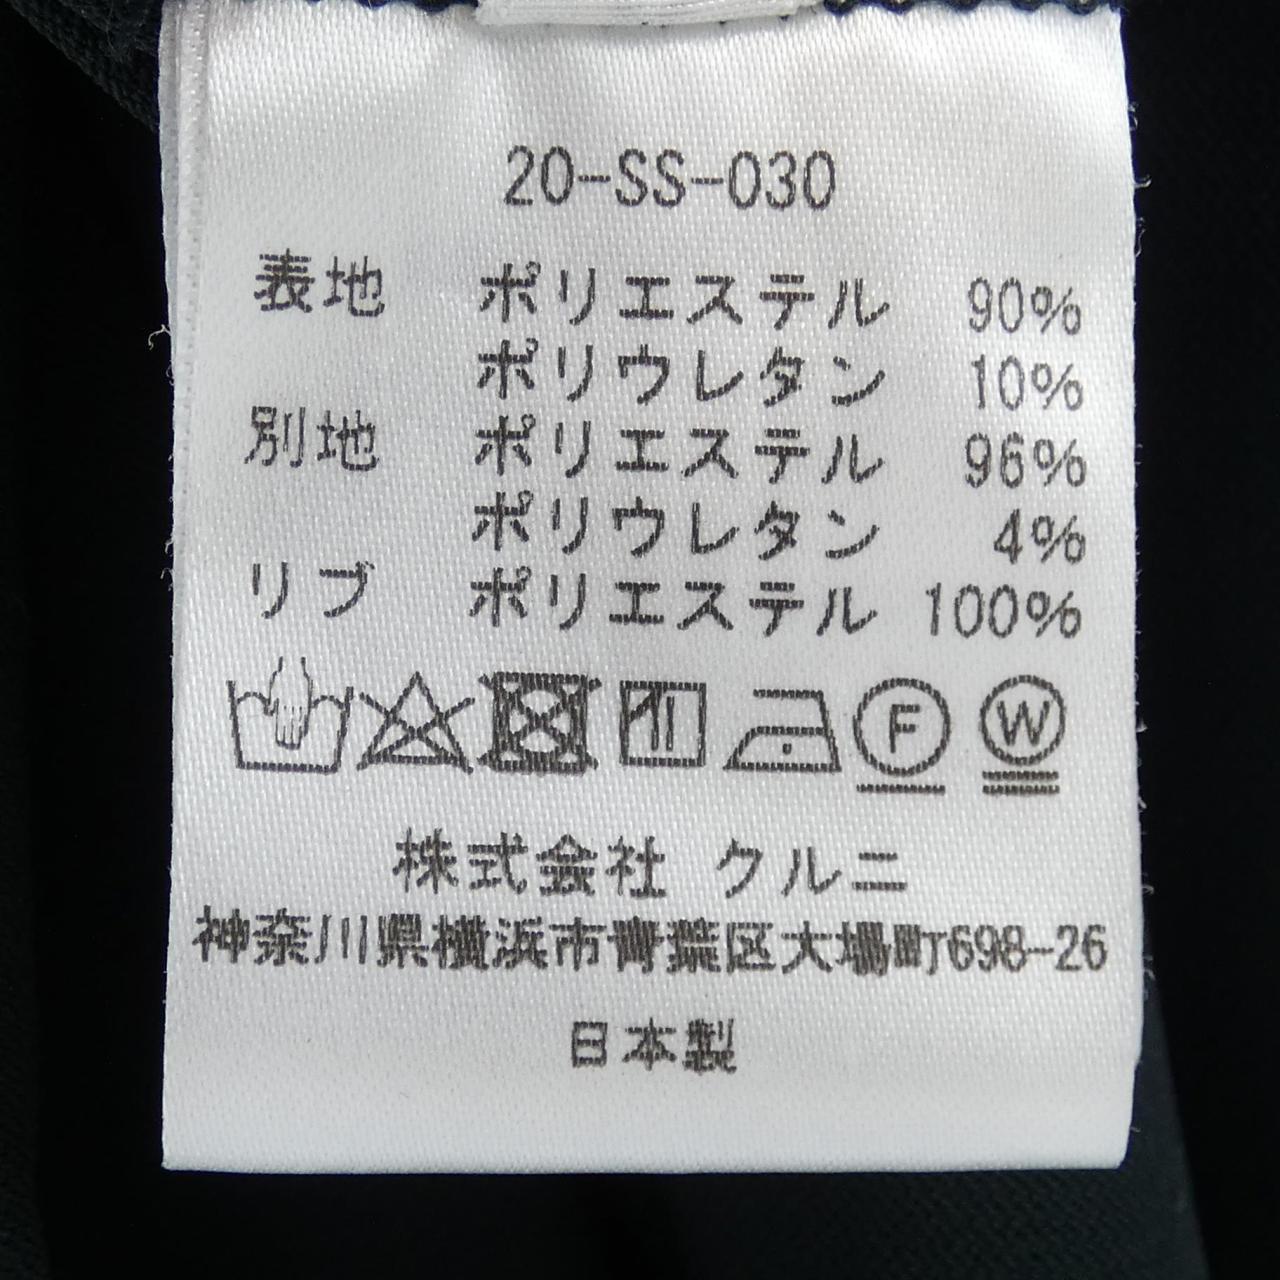 20-SS-030
表地 ポリエステル 90%
ポリウレタン 10%
別地 ポリエステル 96%
ポリウレタン 4%
リブ ポリエステル 100%
F W
株式会社 クルニ
神奈川県横浜市青葉区大場町698-26
日本製